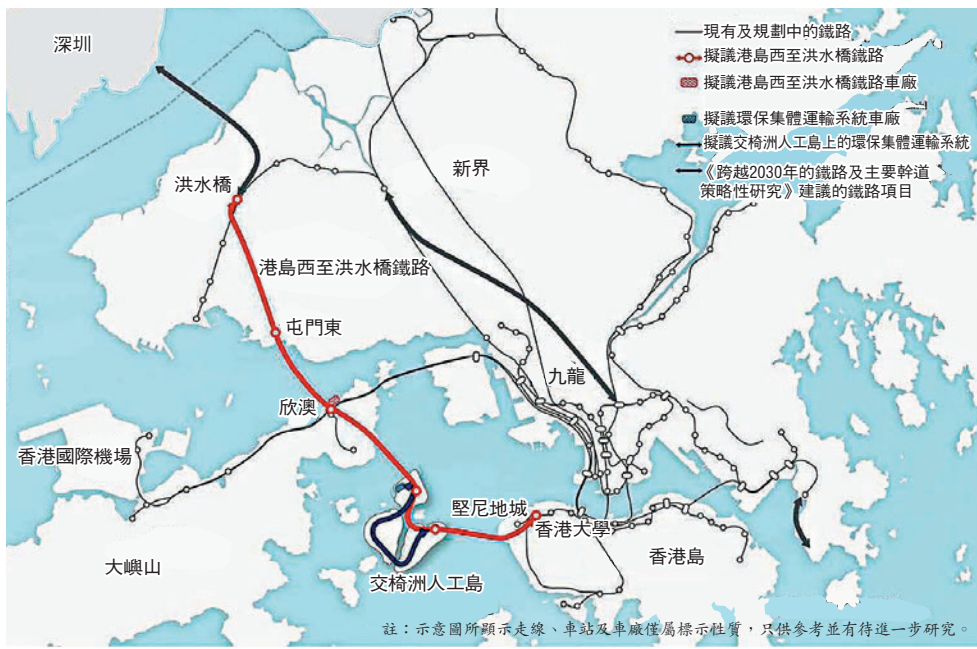 深圳
現有及規劃中的鐵路
擬議港島西至洪水橋鐵路
擬議港島西至洪水橋鐵路車廠
擬議環保集體運輸系統車廠
擬議交椅洲人工島上的環保集體運輸系統
《跨越2030年的鐵路及主要幹道
策略性研究》建議的鐵路項目
新界
洪水橋
港島西至洪水橋鐵路
屯門東
九龍
欣澳
香港國際機場
堅尼地城
香港大學
香港島
大嶼山
交椅洲人工島
註：示意圖所顯示走線、車站及車廠僅屬標示性質，只供參考並有待進一步研究。